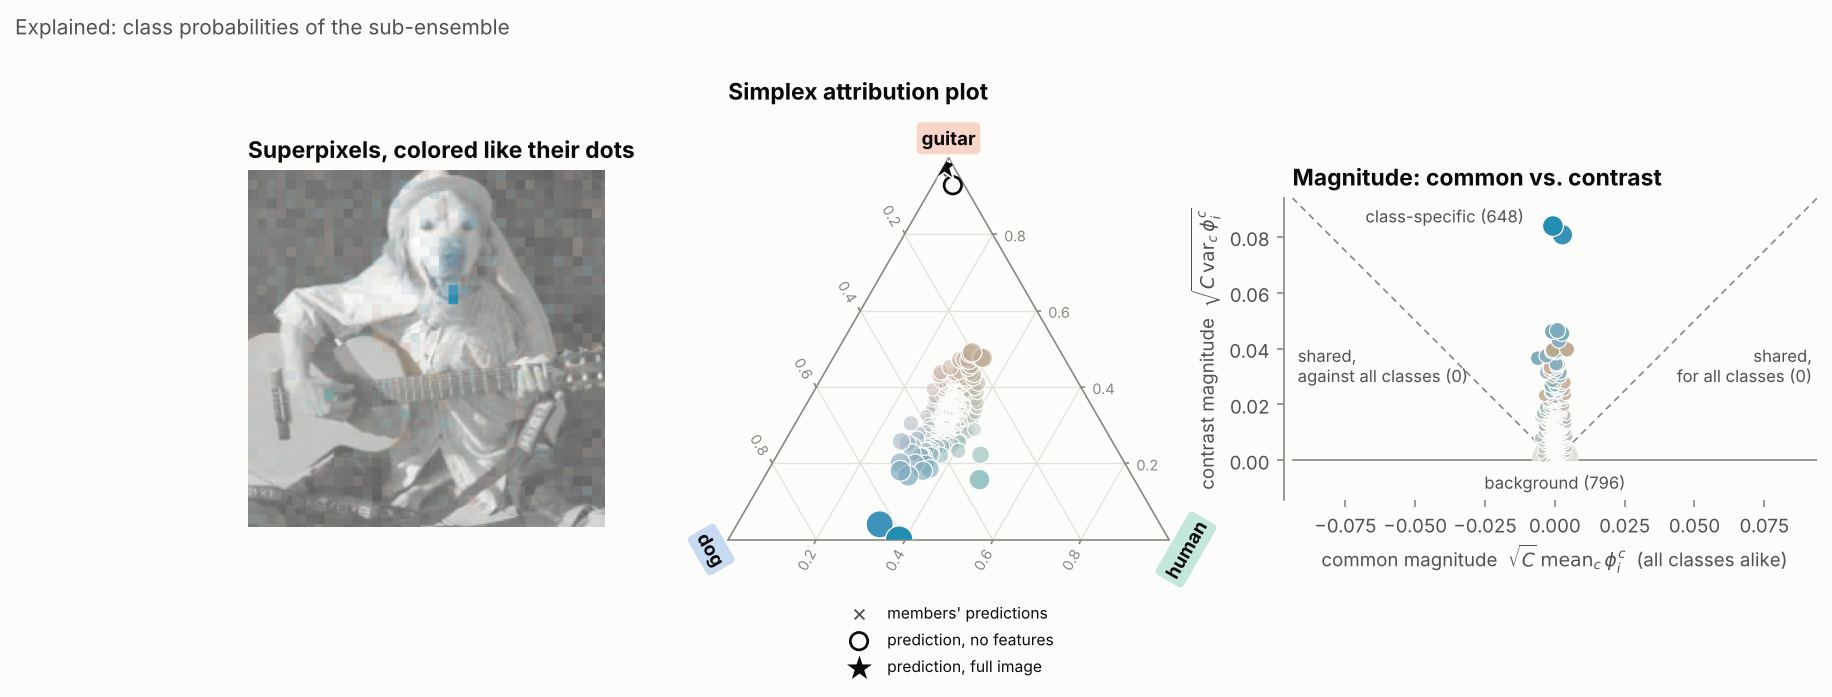 Explained: class probabilities of the sub-ensemble
Superpixels, colored like their dots
Simplex attribution plot
guitar
dog
human
0.2
0.4
0.6
0.8
0.8
0.6
0.4
0.2
0.2
0.4
0.6
0.8
× members' predictions
prediction, no features
★ prediction, full image
Magnitude: common vs. contrast
class-specific (648)
shared,
against all classes (0)
shared,
for all classes (0)
background (796)
contrast magnitude √C var_c ϕ_i^c
0.08
0.06
0.04
0.02
0.00
−0.075 −0.050 −0.025 0.000 0.025 0.050 0.075
common magnitude √C mean_c ϕ_i^c (all classes alike)